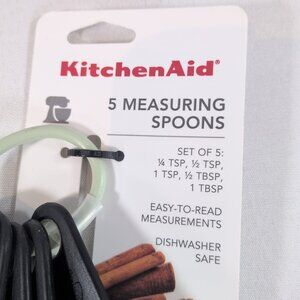 KitchenAid®
5 MEASURING
SPOONS
SET OF 5:
¼ TSP, ½ TSP,
1 TSP, ½ TBSP,
1 TBSP
EASY-TO-READ
MEASUREMENTS
DISHWASHER
SAFE